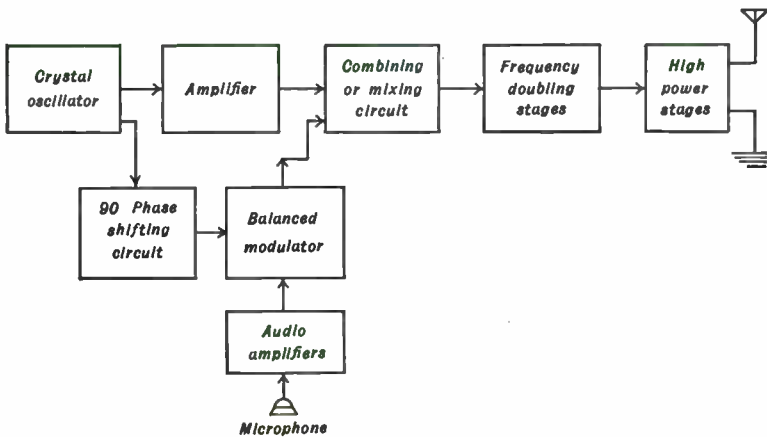 Crystal
oscillator
Amplifier
Combining
or mixing
circuit
Frequency
doubling
stages
High
power
stages
90 Phase
shifting
circuit
Balanced
modulator
Audio
amplifiers
Microphone